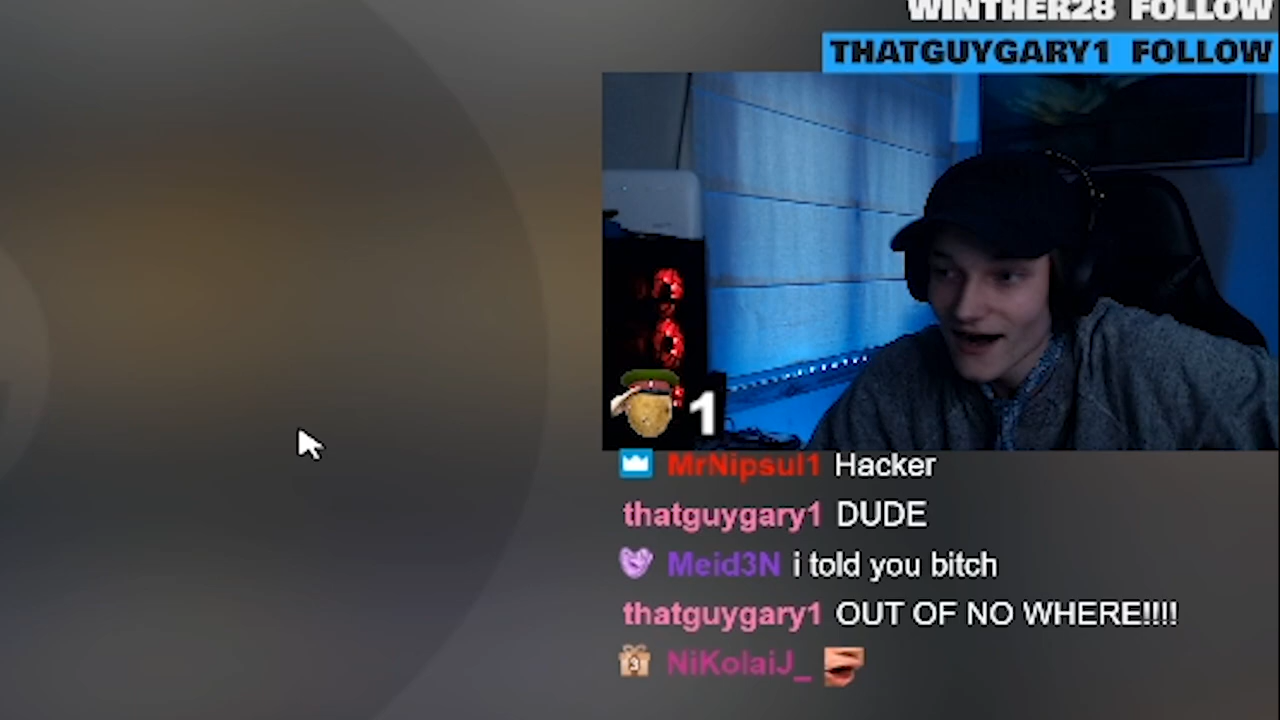 WINTHER28 FOLLOW
THATGUYGARY1 FOLLOW
1
MrNipsul1 Hacker
thatguygary1 DUDE
Meid3N i told you bitch
thatguygary1 OUT OF NO WHERE!!!!
3 NiKolaiJ_